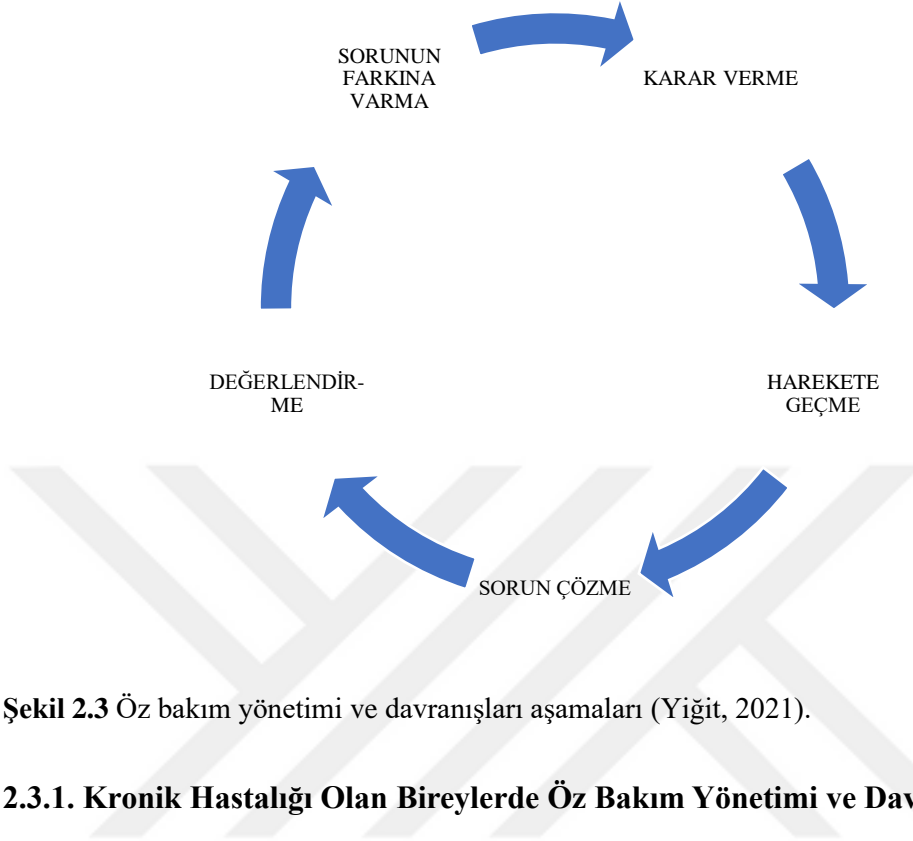 SORUNUN
FARKINA
VARMA
KARAR VERME
HAREKETE
GEÇME
SORUN ÇÖZME
DEĞERLENDİR-
ME
Şekil 2.3 Öz bakım yönetimi ve davranışları aşamaları (Yiğit, 2021).
2.3.1. Kronik Hastalığı Olan Bireylerde Öz Bakım Yönetimi ve